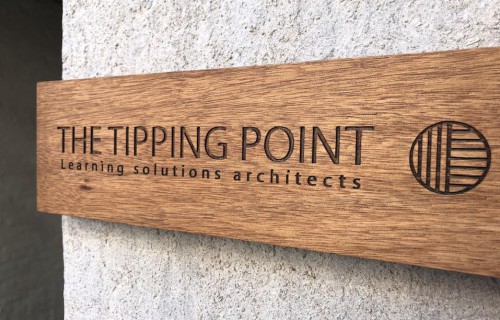 THE TIPPING POINT
Learning solutions architects